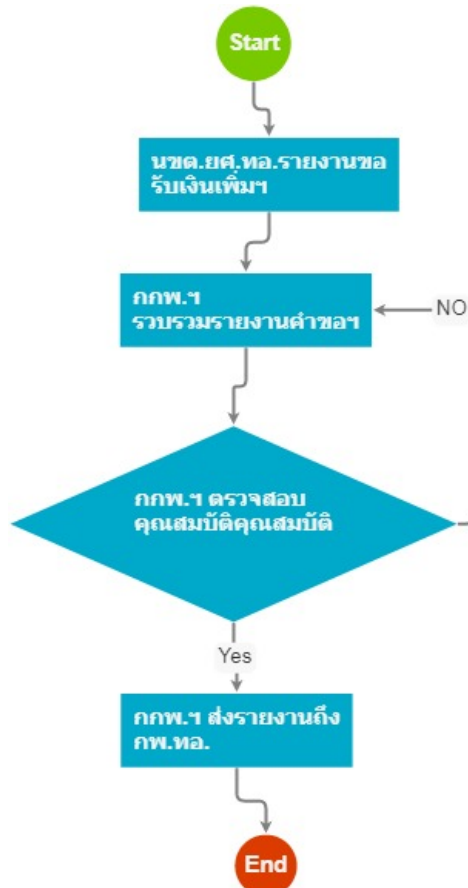 Start
นขต.ยศ.ทอ.รายงานขอ
รับเงินเพิ่มฯ
กกพ.ฯ
รวบรวมรายงานคำขอฯ
NO
กกพ.ฯ ตรวจสอบ
คุณสมบัติคุณสมบัติ
Yes
กกพ.ฯ ส่งรายงานถึง
กพ.ทอ.
End